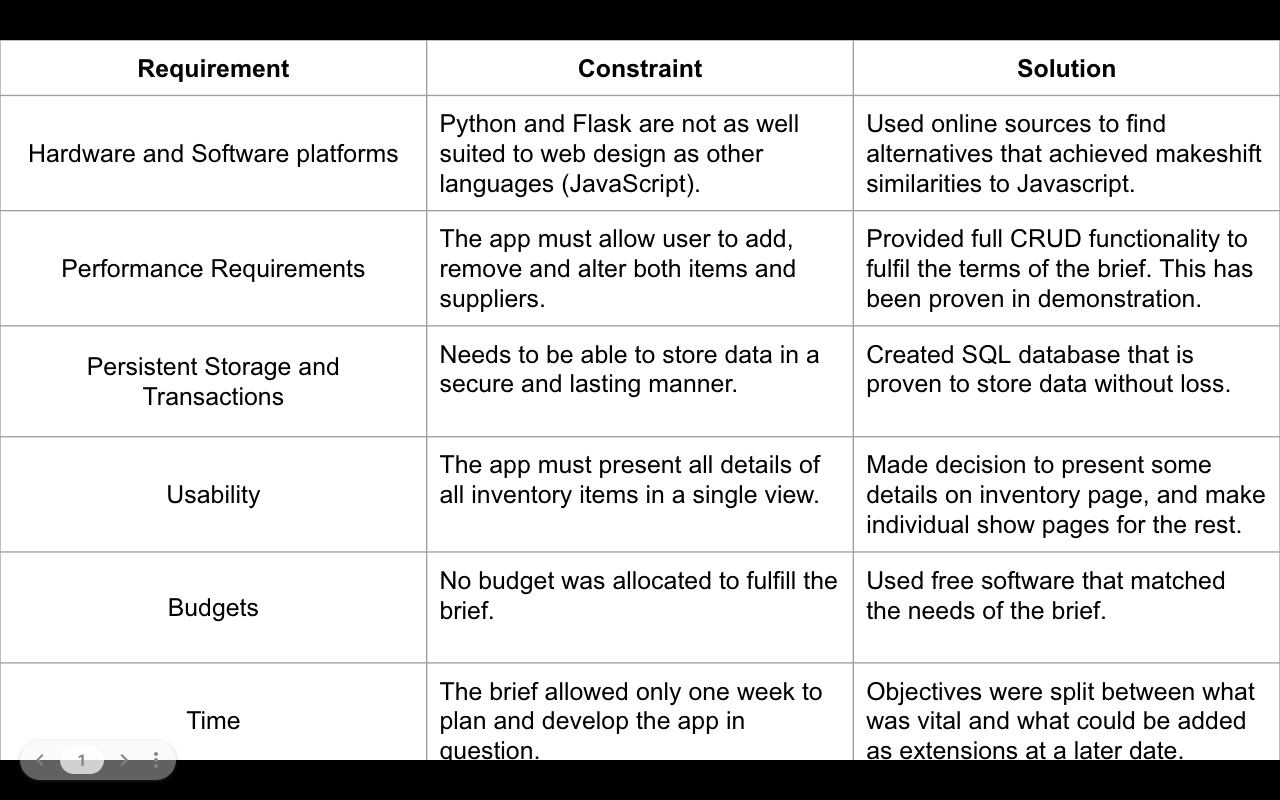 Requirement
Constraint
Solution
Hardware and Software platforms
Python and Flask are not as well
suited to web design as other
languages (JavaScript).
Used online sources to find
alternatives that achieved makeshift
similarities to Javascript.
Performance Requirements
The app must allow user to add,
remove and alter both items and
suppliers.
Provided full CRUD functionality to
fulfil the terms of the brief. This has
been proven in demonstration.
Persistent Storage and
Transactions
Needs to be able to store data in a
secure and lasting manner.
Created SQL database that is
proven to store data without loss.
Usability
The app must present all details of
all inventory items in a single view.
Made decision to present some
details on inventory page, and make
individual show pages for the rest.
Budgets
No budget was allocated to fulfill the
brief.
Used free software that matched
the needs of the brief.
Time
The brief allowed only one week to
plan and develop the app in
question.
Objectives were split between what
was vital and what could be added
as extensions at a later date.
1